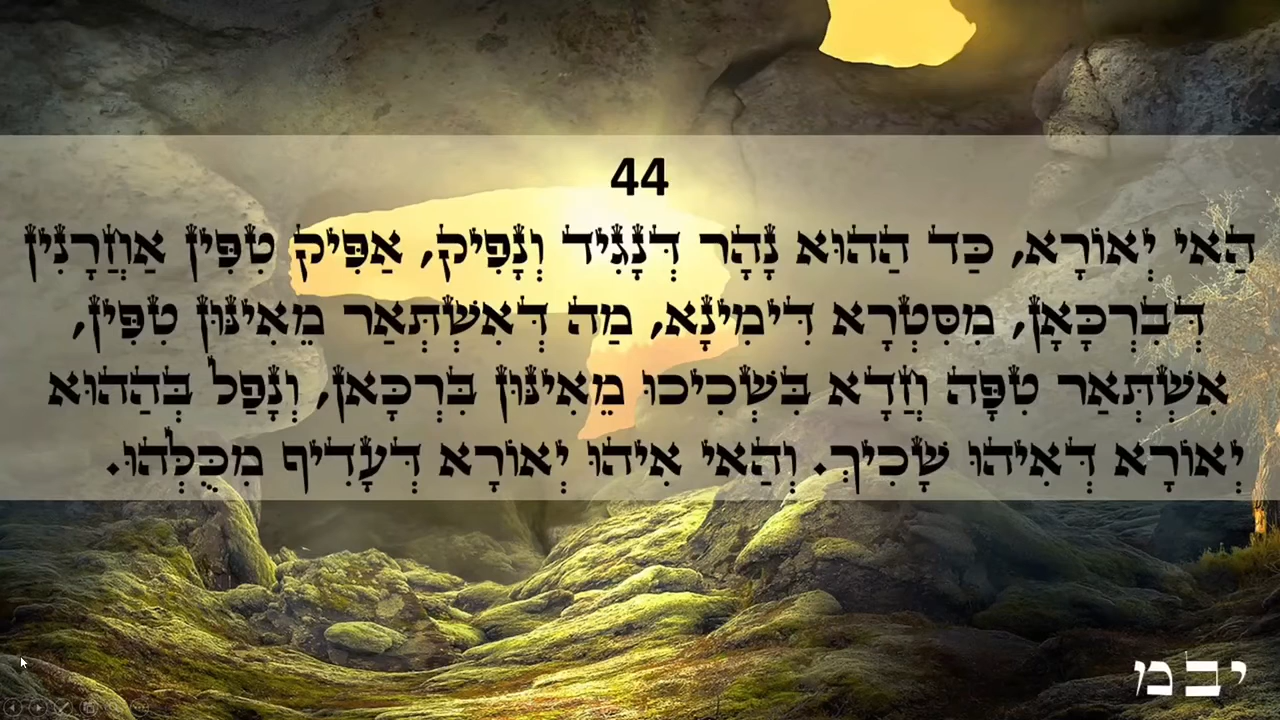 44
הַאי יְאוֹרָא, כַּד הַהוּא נָהָר דְּנָגִיד וְנָפִיק, אַפִּיק טִפִּין אַחֲרָנִין
דְּבִרְכָּאָן, מִסִּטְרָא דִּימִינָא, מַה דְּאִשְׁתְּאַר מֵאִינּוּן טִפִּין,
אִשְׁתְּאַר טִפָּה חֲדָא בִּשְׁכִיכוּ מֵאִינּוּן בִּרְכָּאן, וְנָפַל בְּהַהוּא
יְאוֹרָא דְּאִיהוּ שָׁכִיךְ. וְהַאי אִיהוּ יְאוֹרָא דְּעָדִיף מִכֻּלְּהוּ.
יבמ